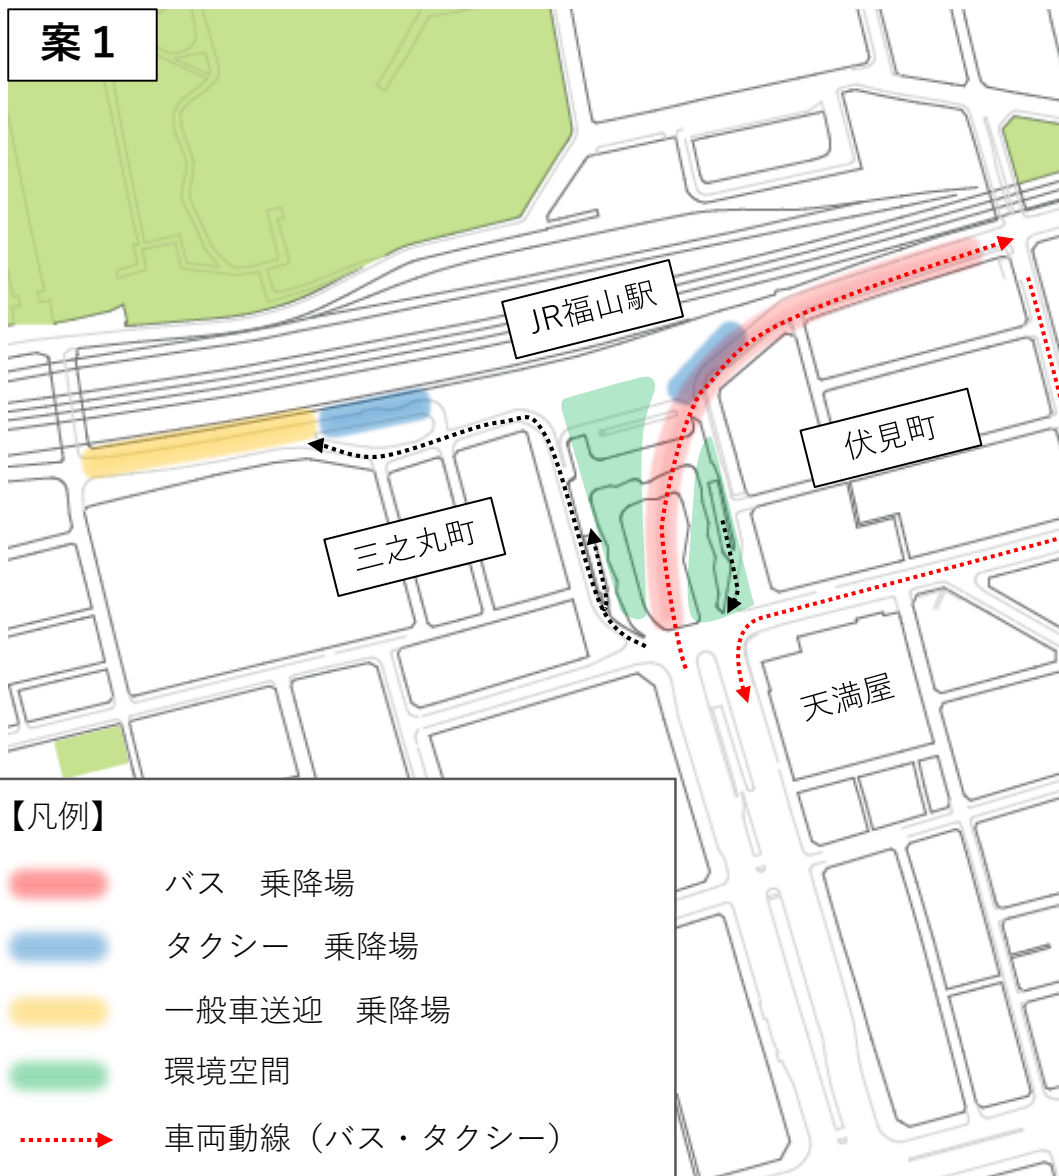 案１
JR福山駅
伏見町
三之丸町
天満屋
【凡例】
バス　乗降場
タクシー　乗降場
一般車送迎　乗降場
環境空間
車両動線（バス・タクシー）